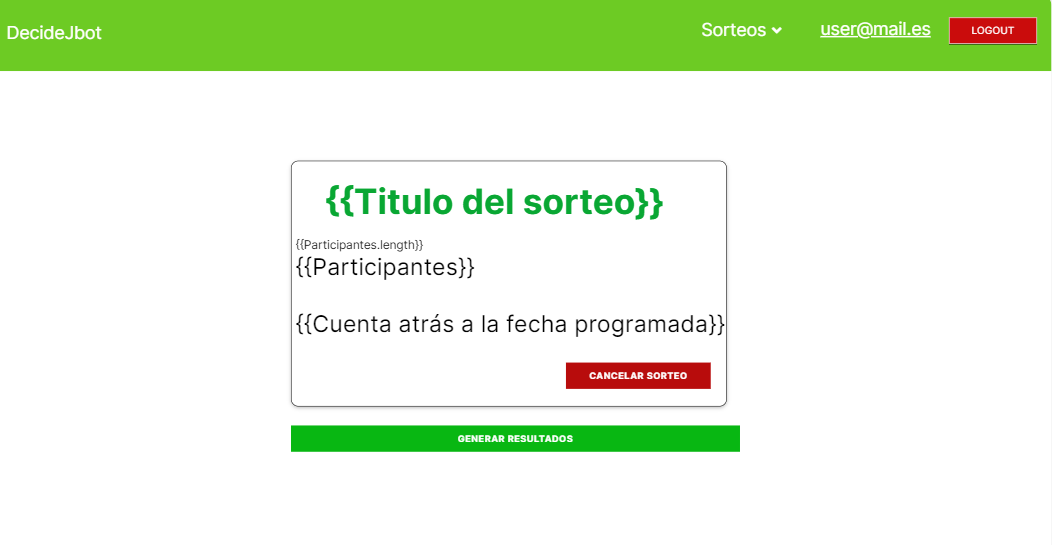 DecideJbot Sorteos user@mail.es LOGOUT
{{Titulo del sorteo}}
{{Participantes.length}}
{{Participantes}}
{{Cuenta atrás a la fecha programada}}
CANCELAR SORTEO
GENERAR RESULTADOS